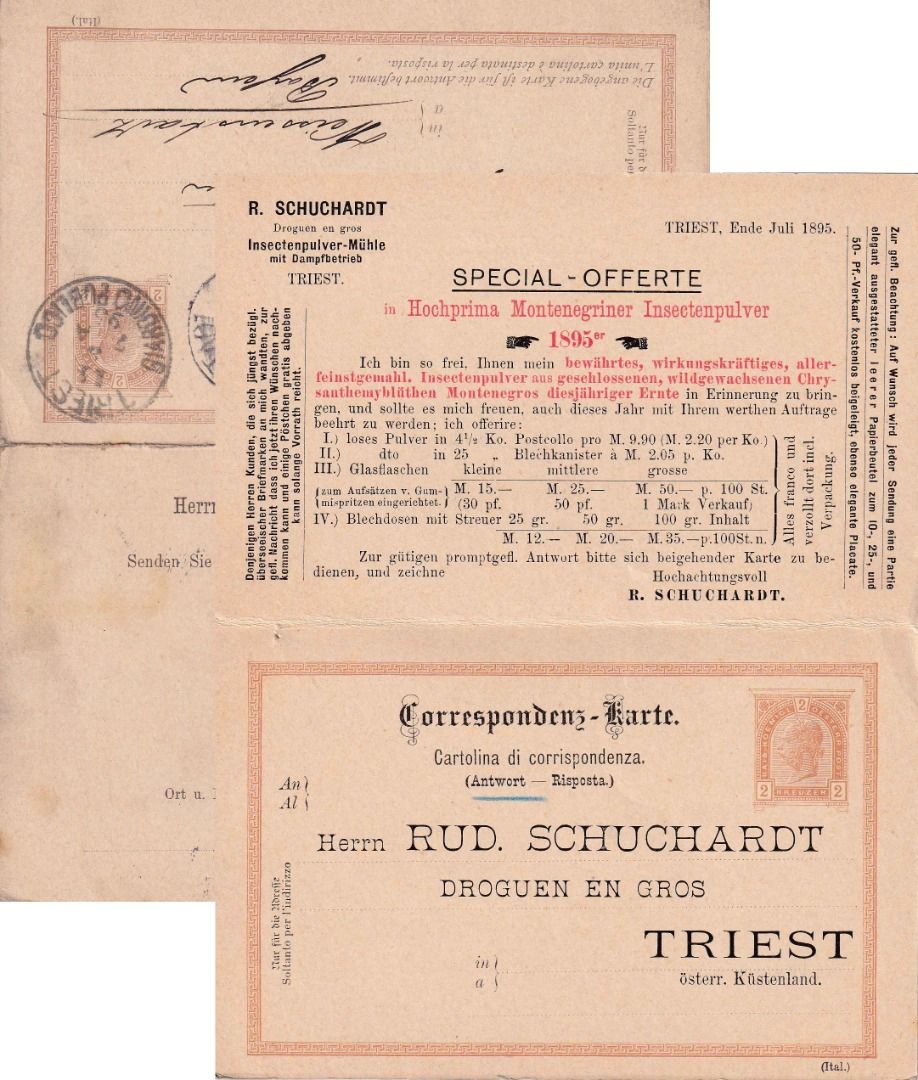 (Ital.)
Die angebogene Karte ist für die Antwort bestimmt.
L'unita cartolina è destinata per la risposta.
Bayern
in
a
Nur für d
Soltanto per
2
TRIEST
Herrn
Senden Sie
Ort u.
R. SCHUCHARDT
Droguen en gros
Insectenpulver-Mühle
mit Dampfbetrieb
TRIEST.
TRIEST, Ende Juli 1895.
SPECIAL-OFFERTE
in Hochprima Montenegriner Insectenpulver
1895er
Ich bin so frei, Ihnen mein bewährtes, wirkungskräftiges, aller-
feinstgemahl. Insectenpulver aus geschlossenen, wildgewachsenen Chry-
santhemyblüthen Montenegros diesjähriger Ernte in Erinnerung zu brin-
gen, und sollte es mich freuen, auch dieses Jahr mit Ihrem werthen Auftrage
beehrt zu werden; ich offerire:
I.) loses Pulver in 4½ Ko. Postcollo pro M. 9.90 (M. 2.20 per Ko.)
II.) dto in 25 „ Blechkanister à M. 2.05 p. Ko.
III.) Glasflaschen kleine mittlere grosse
(zum Aufsätzen v. Gum- M. 15.— M. 25.— M. 50.— p. 100 St.
mispritzen eingerichtet.) (30 pf. 50 pf. 1 Mark Verkauf)
IV.) Blechdosen mit Streuer 25 gr. 50 gr. 100 gr. Inhalt
M. 12.— M. 20.— M. 35.—p.100St.n.
Alles franco und
verzollt dort incl.
Verpackung.
Zur gütigen promptgefl. Antwort bitte sich beigehender Karte zu be-
dienen, und zeichne
Hochachtungsvoll
R. SCHUCHARDT.
Denjenigen Herren Kunden, die sich jüngst bezügl.
überseeischer Briefmarken an mich wandten, zur
gefl. Nachricht dass ich jetzt ihren Wünschen nach-
kommen kann und einige Pöstchen gratis abgeben
kann solange Vorrath reicht.
Zur gefl. Beachtung: Auf Wunsch wird jeder Sendung eine Partie
elegant ausgestatteter leerer Papierbeutel zum 10-, 25-, und
50- Pf.-Verkauf kostenlos beigelegt, ebenso elegante Placate.
Correspondenz-Karte.
Cartolina di corrispondenza.
(Antwort — Risposta.)
2
2 KREUZER 2
An
Al
Herrn RUD. SCHUCHARDT
DROGUEN EN GROS
TRIEST
österr. Küstenland.
in
a
Nur für die Adresse
Soltanto per l'indirizzo
(Ital.)